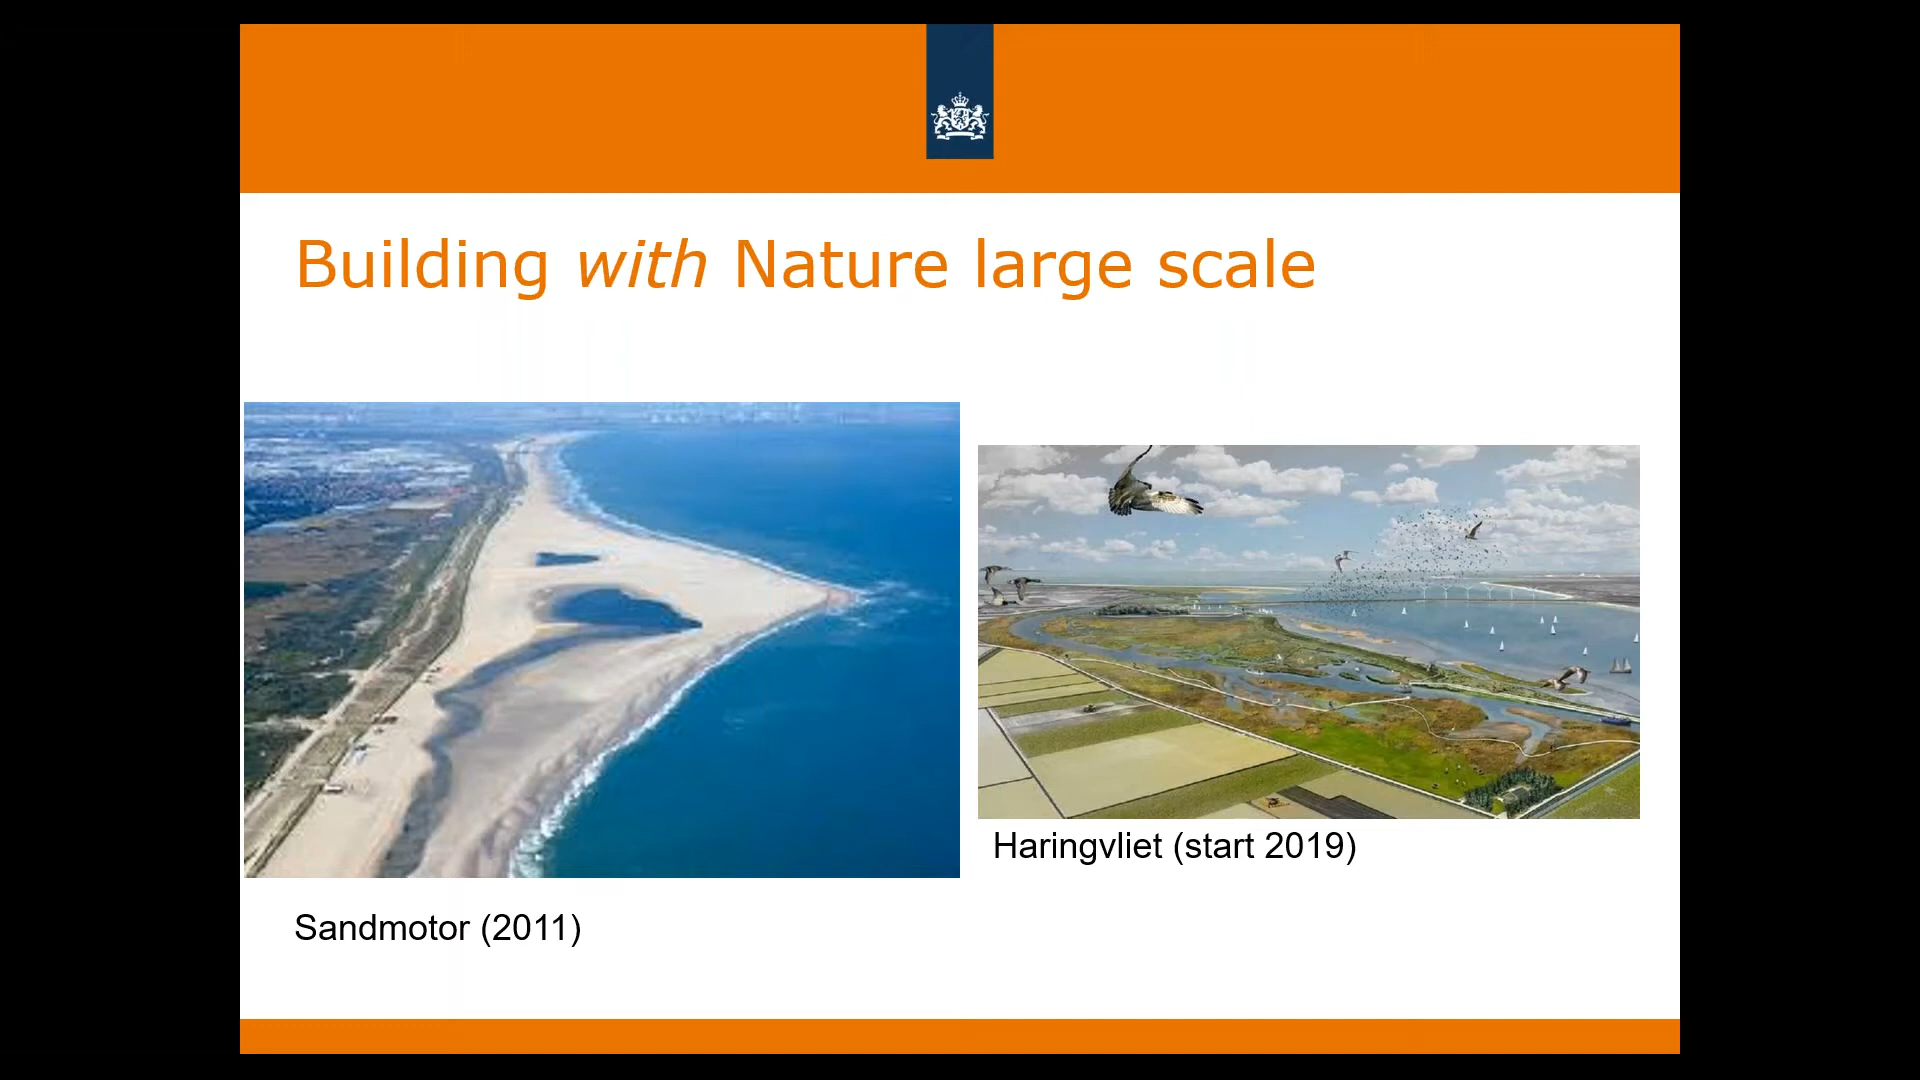 Building with Nature large scale
Haringvliet (start 2019)
Sandmotor (2011)